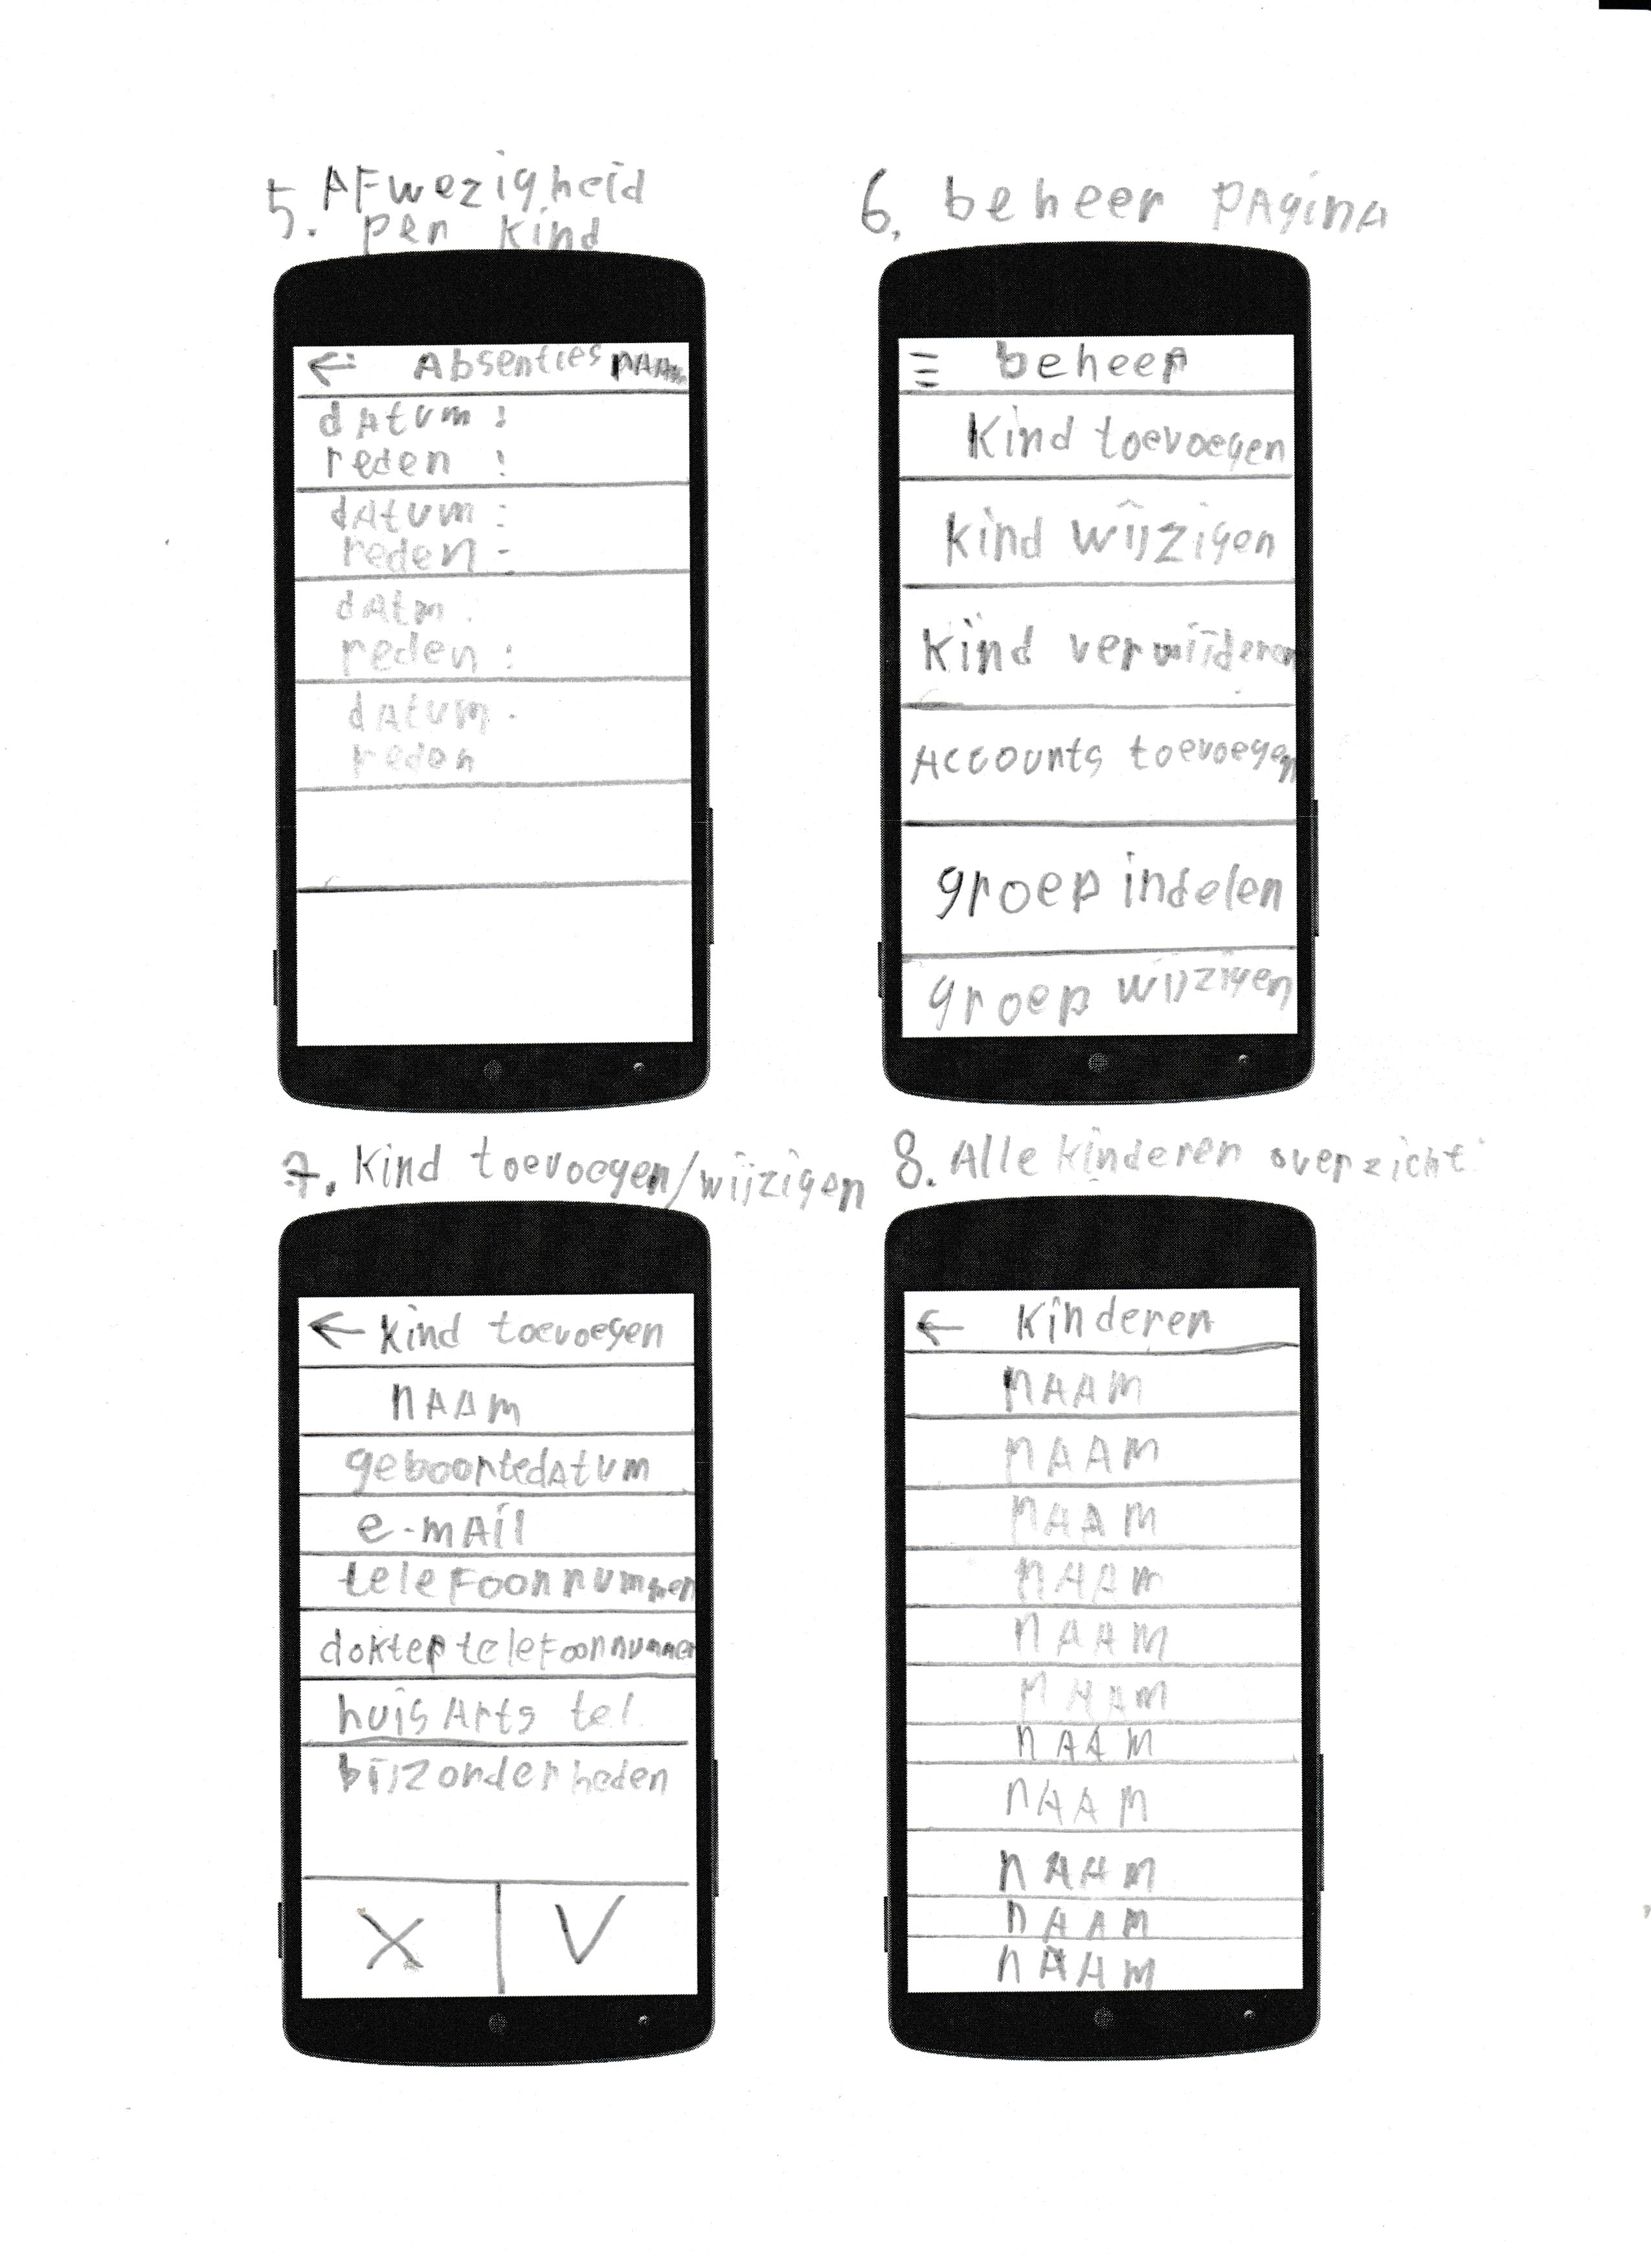 5. Afwezigheid
per kind
← Absenties naam
datum :
reden :
datum :
reden :
datm.
reden :
datum.
reden
6. beheer pagina
☰ beheer
Kind toevoegen
kind wijzigen
kind verwijderen
Accounts toevoegen
groep indelen
groep wijzigen
7. Kind toevoegen/wijzigen
← kind toevoegen
naam
geboortedatum
e-mail
telefoonnummer
dokter telefoonnummer
huisarts tel.
bijzonderheden
X V
8. Alle kinderen overzicht
← Kinderen
naam
naam
naam
naam
naam
naam
naam
naam
naam
naam
naam